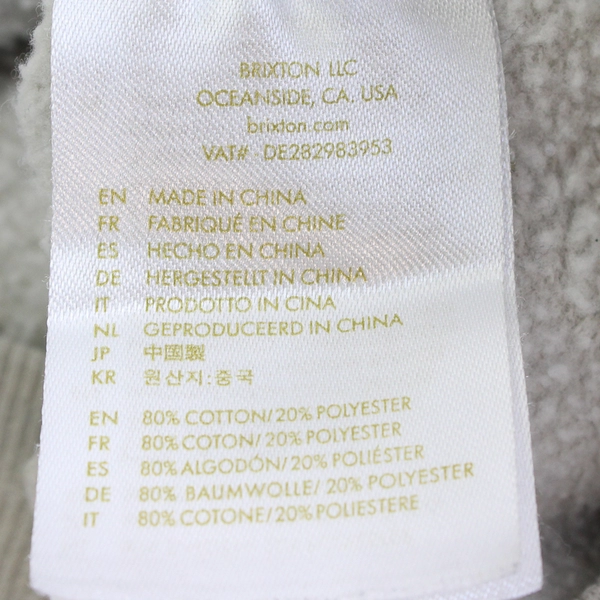 BRIXTON LLC
OCEANSIDE, CA. USA
brixton.com
VAT# DE282983953
EN MADE IN CHINA
FR FABRIQUÉ EN CHINE
ES HECHO EN CHINA
DE HERGESTELLT IN CHINA
IT PRODOTTO IN CINA
NL GEPRODUCEERD IN CHINA
JP 中国製
KR 원산지:중국
EN 80% COTTON/20% POLYESTER
FR 80% COTON/20% POLYESTER
ES 80% ALGODÓN/20% POLIÉSTER
DE 80% BAUMWOLLE/ 20% POLYESTER
IT 80% COTONE/20% POLIESTERE